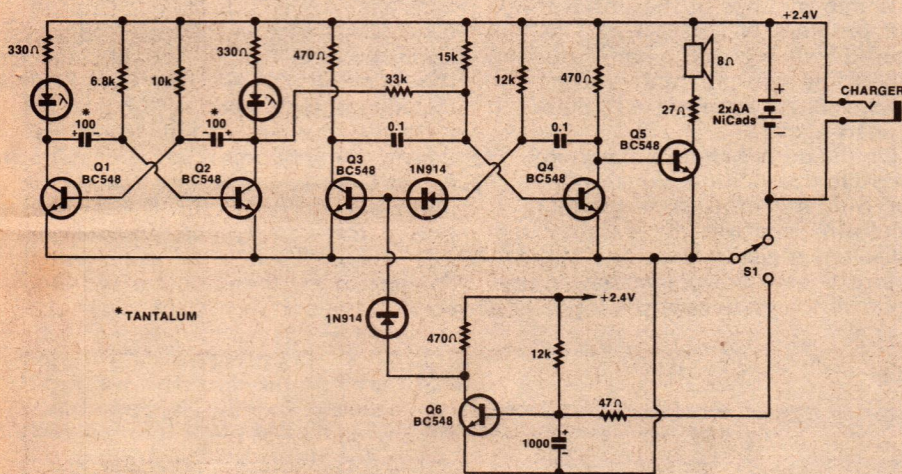 +2.4V
330Ω
6.8k
10k
330Ω
470Ω
15k
12k
470Ω
8Ω
λ
λ
33k
27Ω
+
2xAA
NiCads
−
CHARGER
*
100
+ −
*
100
− +
0.1
0.1
Q1
BC548
Q2
BC548
Q3
BC548
1N914
Q4
BC548
Q5
BC548
S1
*TANTALUM
1N914
+2.4V
470Ω
12k
Q6
BC548
47Ω
1000
+
−